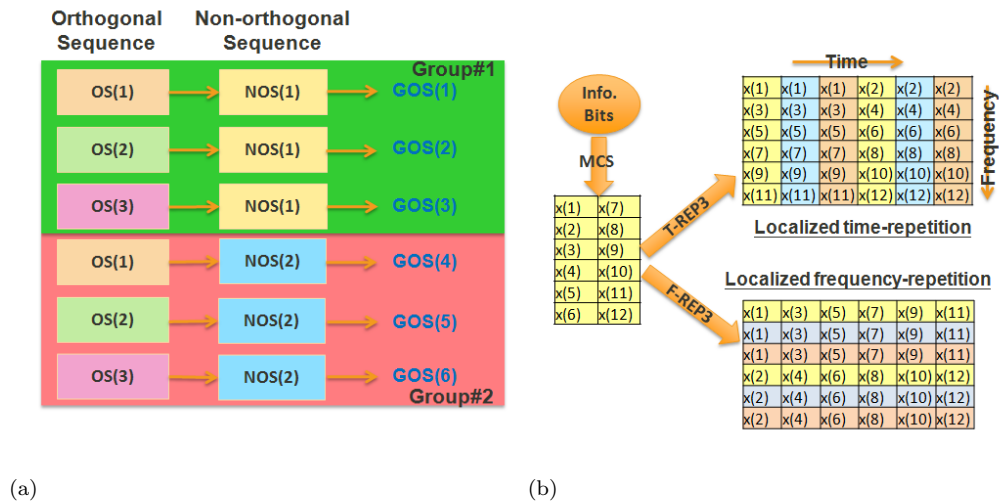 Orthogonal Sequence
Non-orthogonal Sequence
Group#1
OS(1) NOS(1) GOS(1)
OS(2) NOS(1) GOS(2)
OS(3) NOS(1) GOS(3)
OS(1) NOS(2) GOS(4)
OS(2) NOS(2) GOS(5)
OS(3) NOS(2) GOS(6)
Group#2
(a)
Info. Bits
MCS
x(1) x(7)
x(2) x(8)
x(3) x(9)
x(4) x(10)
x(5) x(11)
x(6) x(12)
T-REP3
F-REP3
Time
Frequency
x(1) x(1) x(1) x(2) x(2) x(2)
x(3) x(3) x(3) x(4) x(4) x(4)
x(5) x(5) x(5) x(6) x(6) x(6)
x(7) x(7) x(7) x(8) x(8) x(8)
x(9) x(9) x(9) x(10) x(10) x(10)
x(11) x(11) x(11) x(12) x(12) x(12)
Localized time-repetition
Localized frequency-repetition
x(1) x(3) x(5) x(7) x(9) x(11)
x(1) x(3) x(5) x(7) x(9) x(11)
x(1) x(3) x(5) x(7) x(9) x(11)
x(2) x(4) x(6) x(8) x(10) x(12)
x(2) x(4) x(6) x(8) x(10) x(12)
x(2) x(4) x(6) x(8) x(10) x(12)
(b)